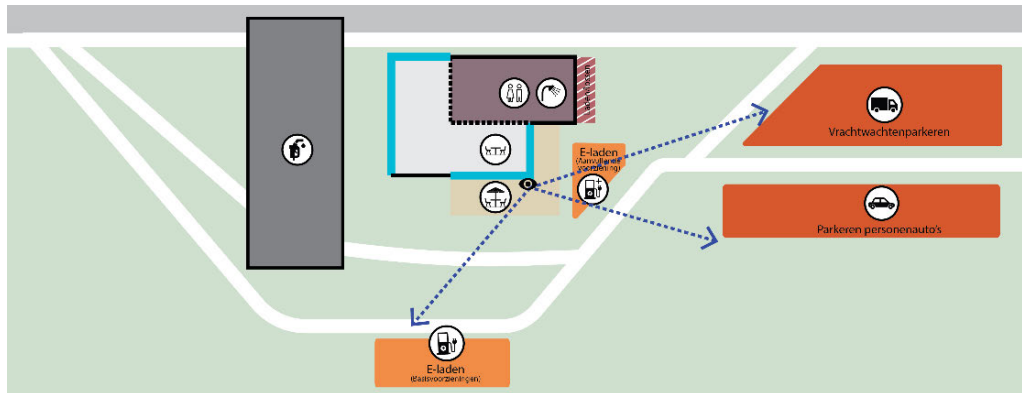 E-laden
(Aanvullende
voorziening)
Vrachtwachtenparkeren
Parkeren personenauto's
E-laden
(Basisvoorzieningen)